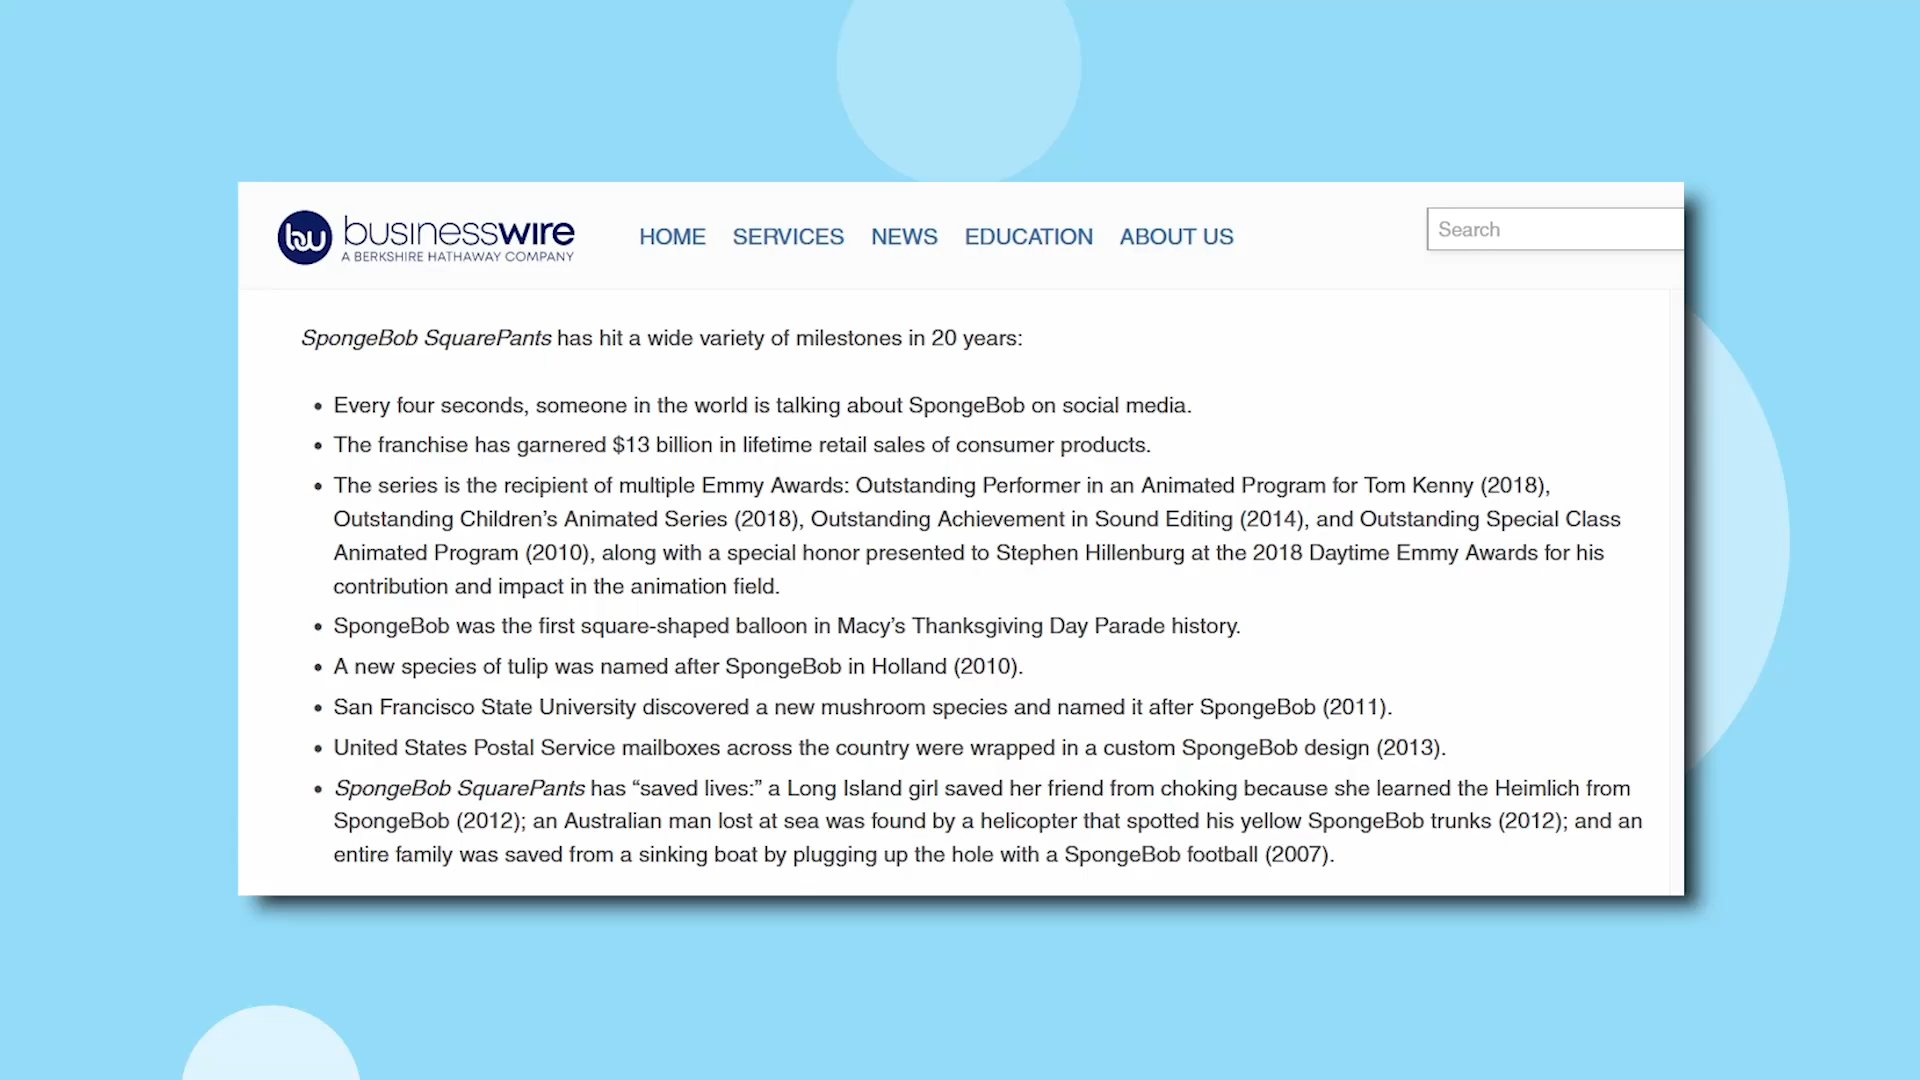 bw businesswire
A BERKSHIRE HATHAWAY COMPANY
HOME SERVICES NEWS EDUCATION ABOUT US
Search
SpongeBob SquarePants has hit a wide variety of milestones in 20 years:
• Every four seconds, someone in the world is talking about SpongeBob on social media.
• The franchise has garnered $13 billion in lifetime retail sales of consumer products.
• The series is the recipient of multiple Emmy Awards: Outstanding Performer in an Animated Program for Tom Kenny (2018),
Outstanding Children’s Animated Series (2018), Outstanding Achievement in Sound Editing (2014), and Outstanding Special Class
Animated Program (2010), along with a special honor presented to Stephen Hillenburg at the 2018 Daytime Emmy Awards for his
contribution and impact in the animation field.
• SpongeBob was the first square-shaped balloon in Macy’s Thanksgiving Day Parade history.
• A new species of tulip was named after SpongeBob in Holland (2010).
• San Francisco State University discovered a new mushroom species and named it after SpongeBob (2011).
• United States Postal Service mailboxes across the country were wrapped in a custom SpongeBob design (2013).
• SpongeBob SquarePants has “saved lives:” a Long Island girl saved her friend from choking because she learned the Heimlich from
SpongeBob (2012); an Australian man lost at sea was found by a helicopter that spotted his yellow SpongeBob trunks (2012); and an
entire family was saved from a sinking boat by plugging up the hole with a SpongeBob football (2007).